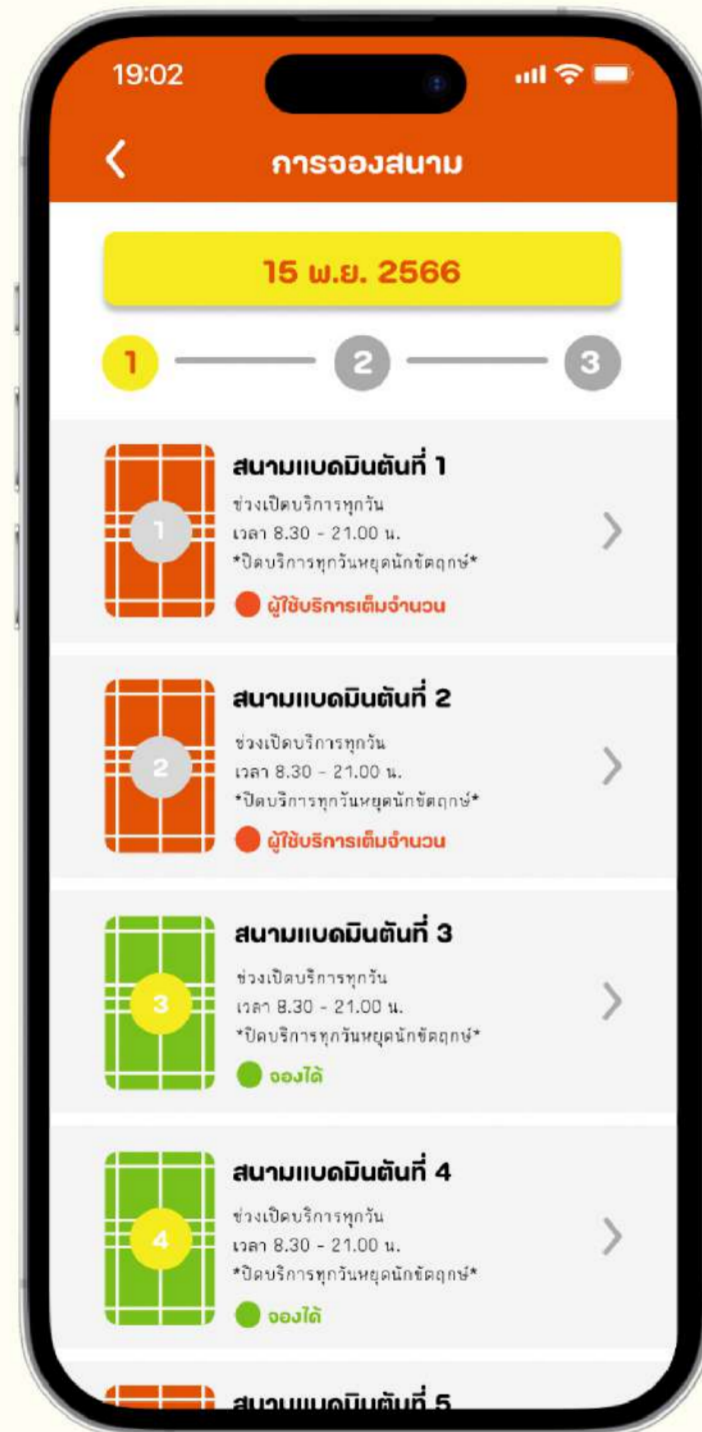 19:02
การจองสนาม
15 พ.ย. 2566
1
2
3
สนามแบดมินตันที่ 1
ช่วงเปิดบริการทุกวัน
เวลา 8.30 - 21.00 น.
*ปิดบริการทุกวันหยุดนักขัตฤกษ์*
1
ผู้ใช้บริการเต็มจำนวน
สนามแบดมินตันที่ 2
ช่วงเปิดบริการทุกวัน
เวลา 8.30 - 21.00 น.
*ปิดบริการทุกวันหยุดนักขัตฤกษ์*
2
ผู้ใช้บริการเต็มจำนวน
สนามแบดมินตันที่ 3
ช่วงเปิดบริการทุกวัน
เวลา 8.30 - 21.00 น.
*ปิดบริการทุกวันหยุดนักขัตฤกษ์*
3
จองได้
สนามแบดมินตันที่ 4
ช่วงเปิดบริการทุกวัน
เวลา 8.30 - 21.00 น.
*ปิดบริการทุกวันหยุดนักขัตฤกษ์*
4
จองได้
สนามแบดมินตันที่ 5